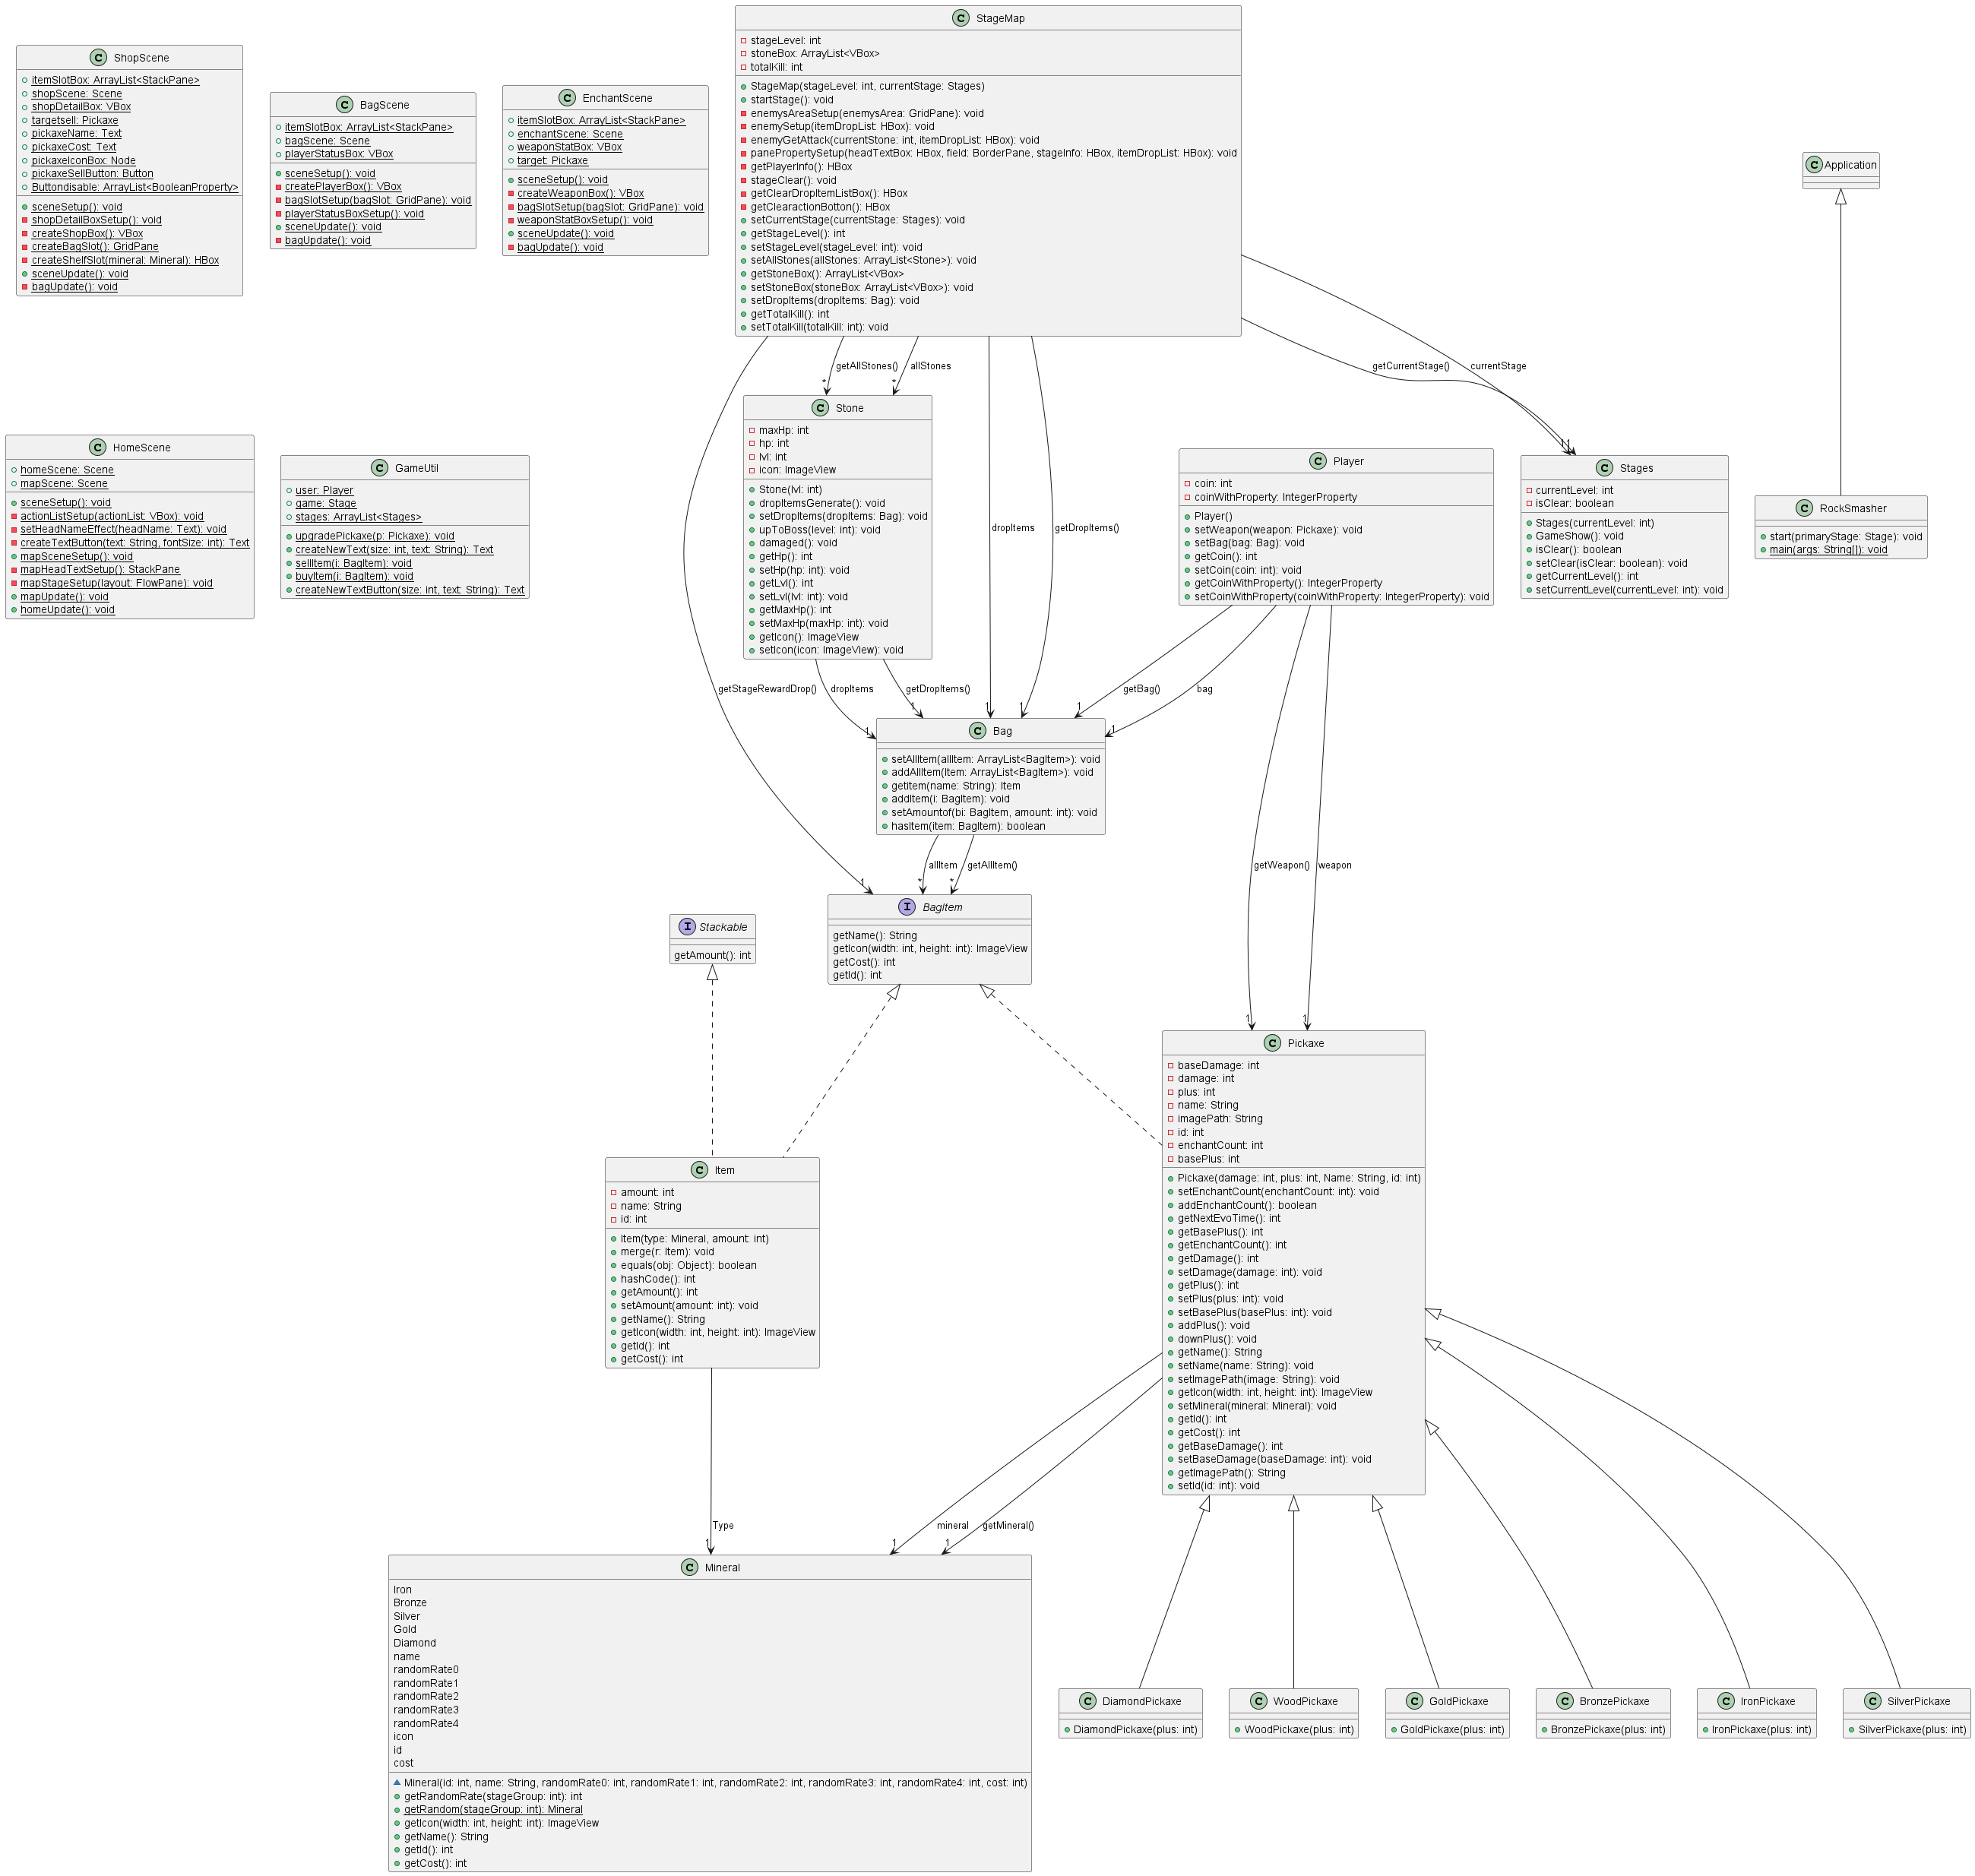 StageMap
stageLevel: int
stoneBox: ArrayList<VBox>
totalKill: int
StageMap(stageLevel: int, currentStage: Stages)
startStage(): void
enemysAreaSetup(enemysArea: GridPane): void
enemySetup(itemDropList: HBox): void
enemyGetAttack(currentStone: int, itemDropList: HBox): void
panePropertySetup(headTextBox: HBox, field: BorderPane, stageInfo: HBox, itemDropList: HBox): void
getPlayerInfo(): HBox
stageClear(): void
getClearDropItemListBox(): HBox
getClearactionBotton(): HBox
setCurrentStage(currentStage: Stages): void
getStageLevel(): int
setStageLevel(stageLevel: int): void
setAllStones(allStones: ArrayList<Stone>): void
getStoneBox(): ArrayList<VBox>
setStoneBox(stoneBox: ArrayList<VBox>): void
setDropItems(dropItems: Bag): void
getTotalKill(): int
setTotalKill(totalKill: int): void
ShopScene
itemSlotBox: ArrayList<StackPane>
shopScene: Scene
shopDetailBox: VBox
targetsell: Pickaxe
pickaxeName: Text
pickaxeCost: Text
pickaxeIconBox: Node
pickaxeSellButton: Button
Buttondisable: ArrayList<BooleanProperty>
sceneSetup(): void
shopDetailBoxSetup(): void
createShopBox(): VBox
createBagSlot(): GridPane
createShelfSlot(mineral: Mineral): HBox
sceneUpdate(): void
bagUpdate(): void
BagScene
itemSlotBox: ArrayList<StackPane>
bagScene: Scene
playerStatusBox: VBox
sceneSetup(): void
createPlayerBox(): VBox
bagSlotSetup(bagSlot: GridPane): void
playerStatusBoxSetup(): void
sceneUpdate(): void
bagUpdate(): void
EnchantScene
itemSlotBox: ArrayList<StackPane>
enchantScene: Scene
weaponStatBox: VBox
target: Pickaxe
sceneSetup(): void
createWeaponBox(): VBox
bagSlotSetup(bagSlot: GridPane): void
weaponStatBoxSetup(): void
sceneUpdate(): void
bagUpdate(): void
Application
getAllStones()
*
allStones
*
dropItems
1
getDropItems()
1
getCurrentStage()
1
currentStage
1
getStageRewardDrop()
1
HomeScene
homeScene: Scene
mapScene: Scene
sceneSetup(): void
actionListSetup(actionList: VBox): void
setHeadNameEffect(headName: Text): void
createTextButton(text: String, fontSize: int): Text
mapSceneSetup(): void
mapHeadTextSetup(): StackPane
mapStageSetup(layout: FlowPane): void
mapUpdate(): void
homeUpdate(): void
GameUtil
user: Player
game: Stage
stages: ArrayList<Stages>
upgradePickaxe(p: Pickaxe): void
createNewText(size: int, text: String): Text
sellItem(i: BagItem): void
buyItem(i: BagItem): void
createNewTextButton(size: int, text: String): Text
Stone
maxHp: int
hp: int
lvl: int
icon: ImageView
Stone(lvl: int)
dropItemsGenerate(): void
setDropItems(dropItems: Bag): void
upToBoss(level: int): void
damaged(): void
getHp(): int
setHp(hp: int): void
getLvl(): int
setLvl(lvl: int): void
getMaxHp(): int
setMaxHp(maxHp: int): void
getIcon(): ImageView
setIcon(icon: ImageView): void
Player
coin: int
coinWithProperty: IntegerProperty
Player()
setWeapon(weapon: Pickaxe): void
setBag(bag: Bag): void
getCoin(): int
setCoin(coin: int): void
getCoinWithProperty(): IntegerProperty
setCoinWithProperty(coinWithProperty: IntegerProperty): void
Stages
currentLevel: int
isClear: boolean
Stages(currentLevel: int)
GameShow(): void
isClear(): boolean
setClear(isClear: boolean): void
getCurrentLevel(): int
setCurrentLevel(currentLevel: int): void
RockSmasher
start(primaryStage: Stage): void
main(args: String[]): void
dropItems
1
getDropItems()
1
getBag()
1
bag
1
getWeapon()
1
weapon
1
Bag
setAllItem(allItem: ArrayList<BagItem>): void
addAllItem(Item: ArrayList<BagItem>): void
getitem(name: String): Item
addItem(i: BagItem): void
setAmountof(bi: BagItem, amount: int): void
hasItem(item: BagItem): boolean
allItem
*
getAllItem()
*
Stackable
getAmount(): int
BagItem
getName(): String
getIcon(width: int, height: int): ImageView
getCost(): int
getId(): int
Item
amount: int
name: String
id: int
Item(type: Mineral, amount: int)
merge(r: Item): void
equals(obj: Object): boolean
hashCode(): int
getAmount(): int
setAmount(amount: int): void
getName(): String
getIcon(width: int, height: int): ImageView
getId(): int
getCost(): int
Pickaxe
baseDamage: int
damage: int
plus: int
name: String
imagePath: String
id: int
enchantCount: int
basePlus: int
Pickaxe(damage: int, plus: int, Name: String, id: int)
setEnchantCount(enchantCount: int): void
addEnchantCount(): boolean
getNextEvoTime(): int
getBasePlus(): int
getEnchantCount(): int
getDamage(): int
setDamage(damage: int): void
getPlus(): int
setPlus(plus: int): void
setBasePlus(basePlus: int): void
addPlus(): void
downPlus(): void
getName(): String
setName(name: String): void
setImagePath(image: String): void
getIcon(width: int, height: int): ImageView
setMineral(mineral: Mineral): void
getId(): int
getCost(): int
getBaseDamage(): int
setBaseDamage(baseDamage: int): void
getImagePath(): String
setId(id: int): void
Type
1
mineral
1
getMineral()
1
Mineral
Iron
Bronze
Silver
Gold
Diamond
name
randomRate0
randomRate1
randomRate2
randomRate3
randomRate4
icon
id
cost
Mineral(id: int, name: String, randomRate0: int, randomRate1: int, randomRate2: int, randomRate3: int, randomRate4: int, cost: int)
getRandomRate(stageGroup: int): int
getRandom(stageGroup: int): Mineral
getIcon(width: int, height: int): ImageView
getName(): String
getId(): int
getCost(): int
DiamondPickaxe
DiamondPickaxe(plus: int)
WoodPickaxe
WoodPickaxe(plus: int)
GoldPickaxe
GoldPickaxe(plus: int)
BronzePickaxe
BronzePickaxe(plus: int)
IronPickaxe
IronPickaxe(plus: int)
SilverPickaxe
SilverPickaxe(plus: int)